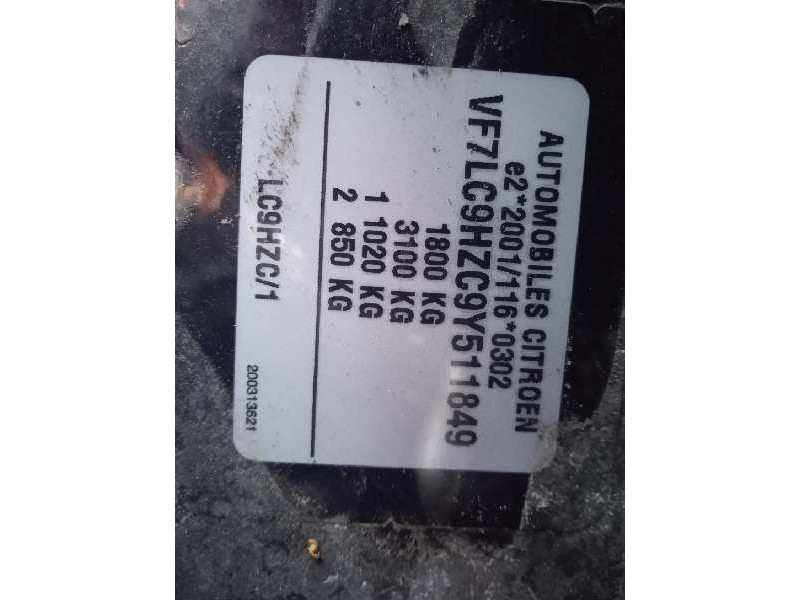 AUTOMOBILES CITROEN
e2*2001/116*0302
VF7LC9HZC9Y511849
1800 KG
3100 KG
1 1020 KG
2 850 KG
LC9HZC/1
200313621